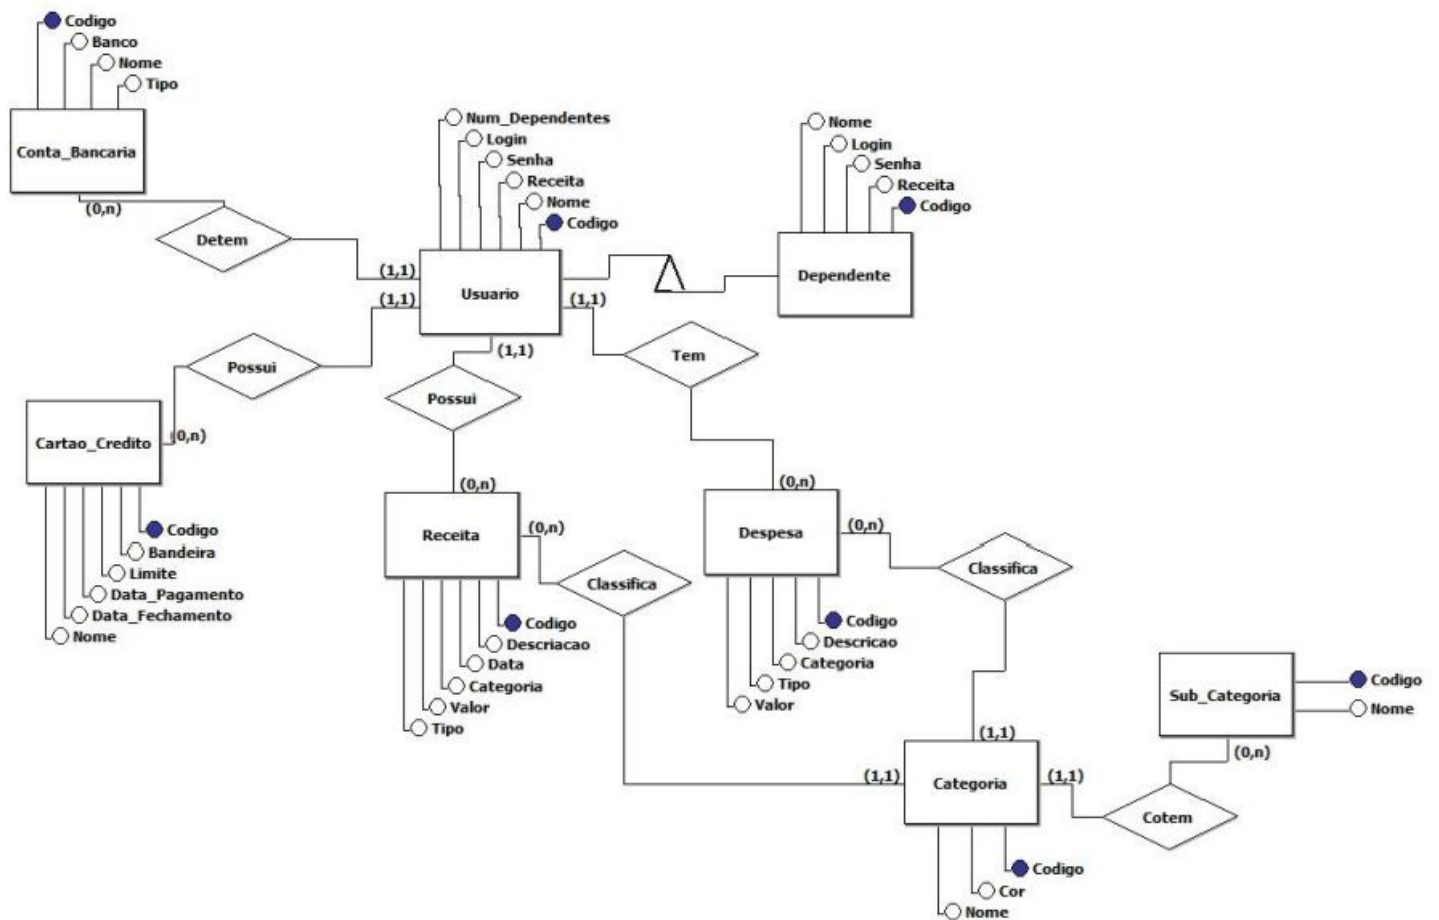 Codigo
Banco
Nome
Tipo
Conta_Bancaria
(0,n)
Detem
(1,1)
Num_Dependentes
Login
Senha
Receita
Nome
Codigo
Usuario
Nome
Login
Senha
Receita
Codigo
Dependente
(1,1)
Possui
(0,n)
Cartao_Credito
Codigo
Bandeira
Limite
Data_Pagamento
Data_Fechamento
Nome
(1,1)
Possui
(0,n)
Receita
Codigo
Descriacao
Data
Categoria
Valor
Tipo
(1,1)
Tem
(0,n)
Despesa
Codigo
Descricao
Categoria
Tipo
Valor
(0,n)
Classifica
(1,1)
(0,n)
Classifica
(1,1)
Categoria
Codigo
Cor
Nome
(1,1)
Cotem
(0,n)
Sub_Categoria
Codigo
Nome